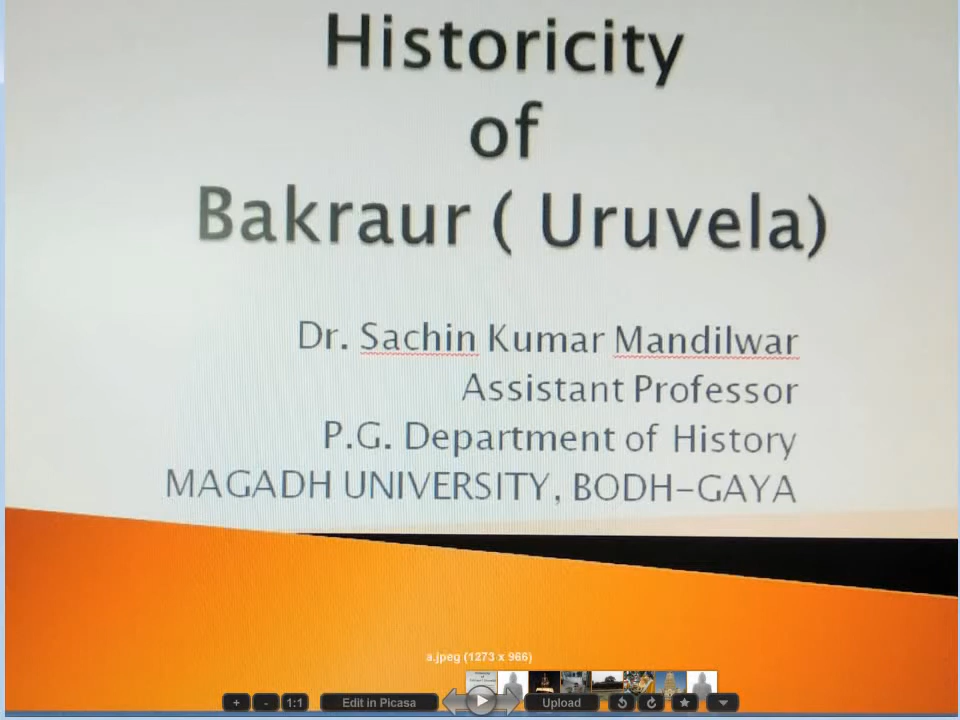 Historicity
of
Bakraur ( Uruvela)
Dr. Sachin Kumar Mandilwar
Assistant Professor
P.G. Department of History
MAGADH UNIVERSITY, BODH-GAYA
a.jpeg (1273 x 966)
+ - 1:1 Edit in Picasa Upload